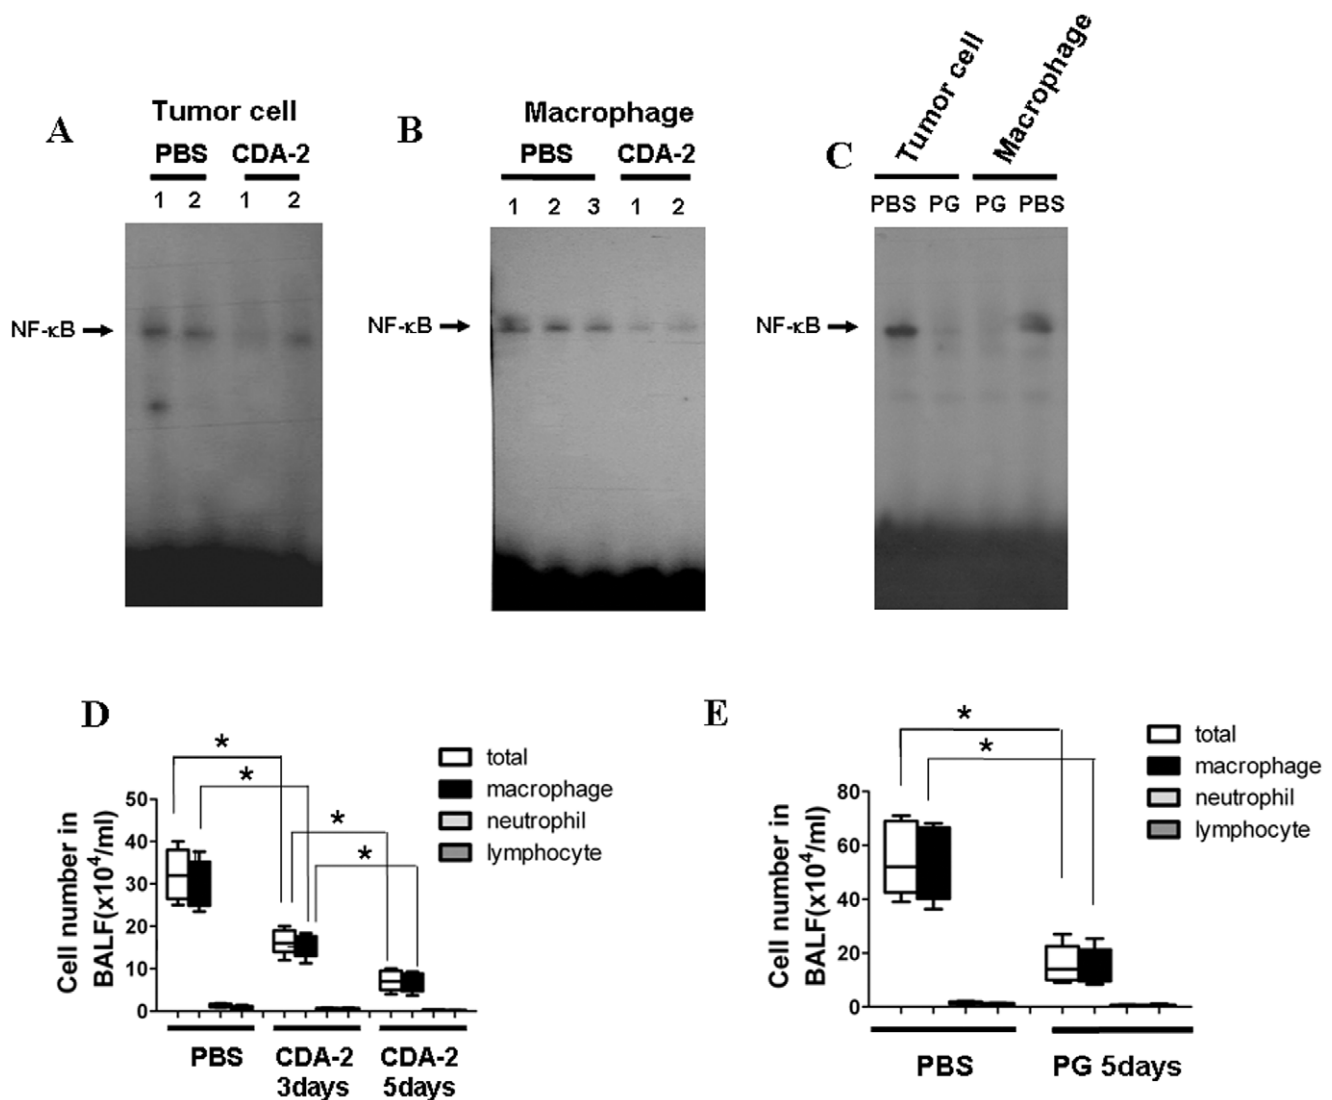 A
Tumor cell
PBS CDA-2
1 2 1 2
NF-κB
B
Macrophage
PBS CDA-2
1 2 3 1 2
NF-κB
C
Tumor cell
Macrophage
PBS PG PG PBS
NF-κB
D
* * * *
total
macrophage
neutrophil
lymphocyte
Cell number in
BALF(x10⁴/ml)
50
40
30
20
10
0
PBS CDA-2 CDA-2
3days 5days
E
* *
total
macrophage
neutrophil
lymphocyte
Cell number in
BALF(x10⁴/ml)
80
60
40
20
0
PBS PG 5days